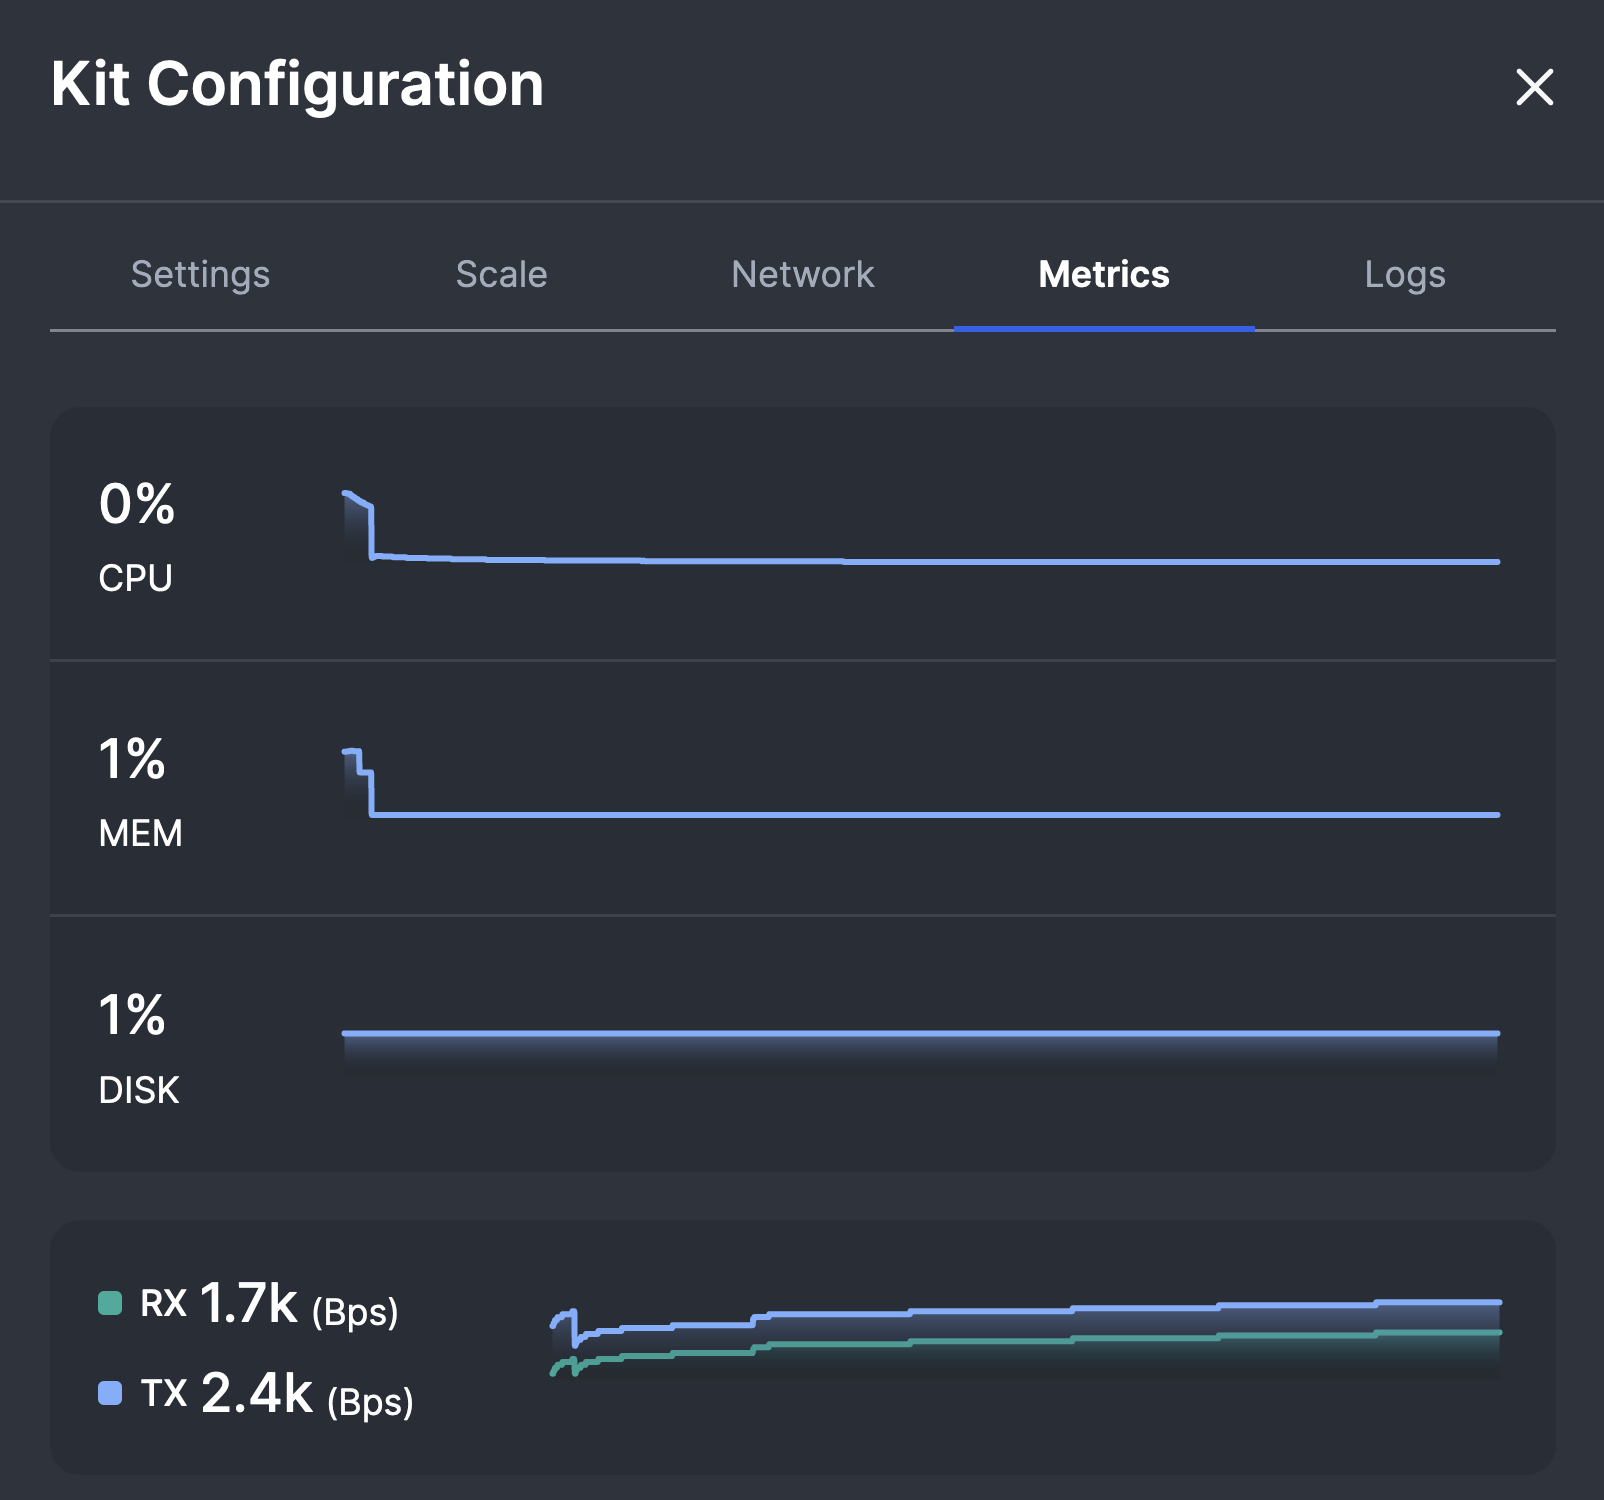 Kit Configuration
Settings Scale Network Metrics Logs
0%
CPU
1%
MEM
1%
DISK
RX 1.7k (Bps)
TX 2.4k (Bps)